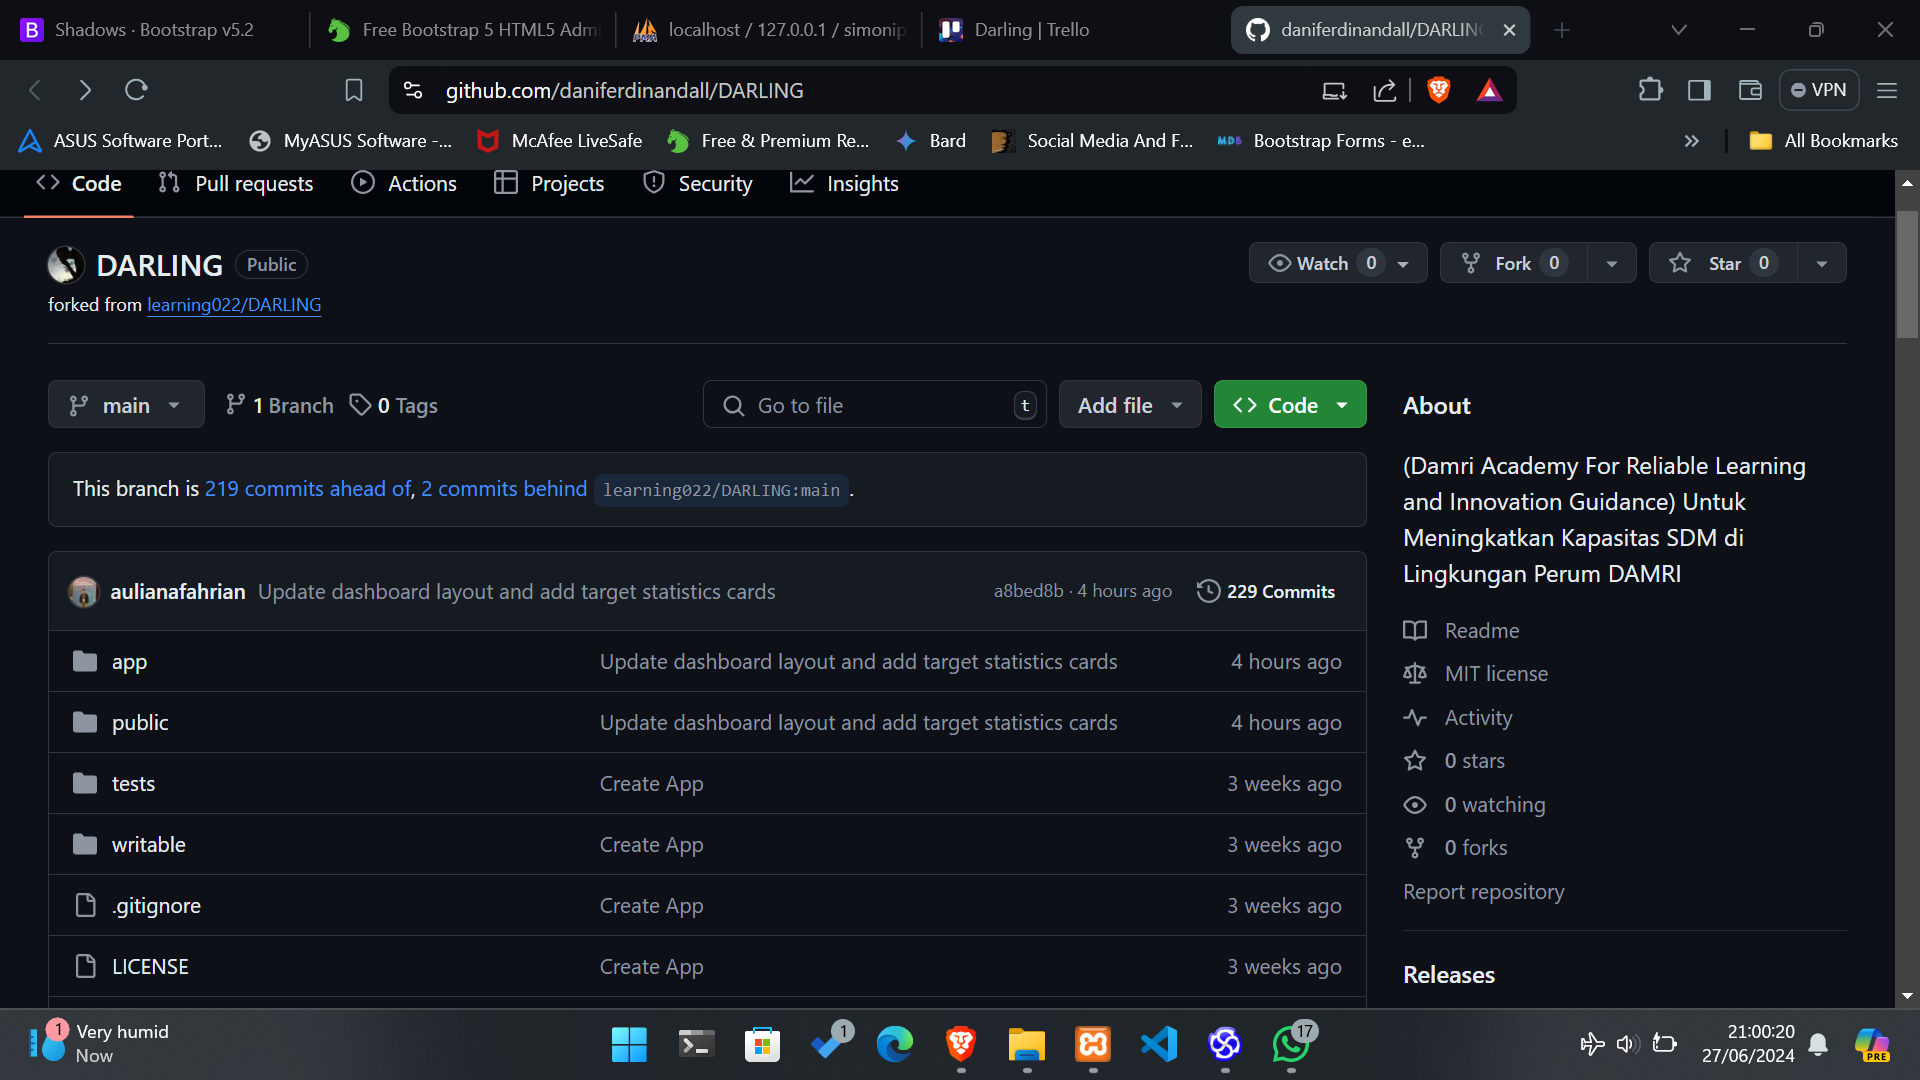 Shadows · Bootstrap v5.2
Free Bootstrap 5 HTML5 Admi
localhost / 127.0.0.1 / simonip
Darling | Trello
daniferdinandall/DARLING
github.com/daniferdinandall/DARLING
VPN
ASUS Software Port...
MyASUS Software -...
McAfee LiveSafe
Free & Premium Re...
Bard
Social Media And F...
MDB
Bootstrap Forms - e...
All Bookmarks
Code
Pull requests
Actions
Projects
Security
Insights
DARLING
Public
Watch 0
Fork 0
Star 0
forked from learning022/DARLING
main
1 Branch
0 Tags
Go to file
t
Add file
Code
This branch is 219 commits ahead of, 2 commits behind learning022/DARLING:main .
aulianafahrian Update dashboard layout and add target statistics cards
a8bed8b · 4 hours ago
229 Commits
app Update dashboard layout and add target statistics cards 4 hours ago
public Update dashboard layout and add target statistics cards 4 hours ago
tests Create App 3 weeks ago
writable Create App 3 weeks ago
.gitignore Create App 3 weeks ago
LICENSE Create App 3 weeks ago
About
(Damri Academy For Reliable Learning
and Innovation Guidance) Untuk
Meningkatkan Kapasitas SDM di
Lingkungan Perum DAMRI
Readme
MIT license
Activity
0 stars
0 watching
0 forks
Report repository
Releases
1
Very humid
Now
1
17
21:00:20
27/06/2024
PRE